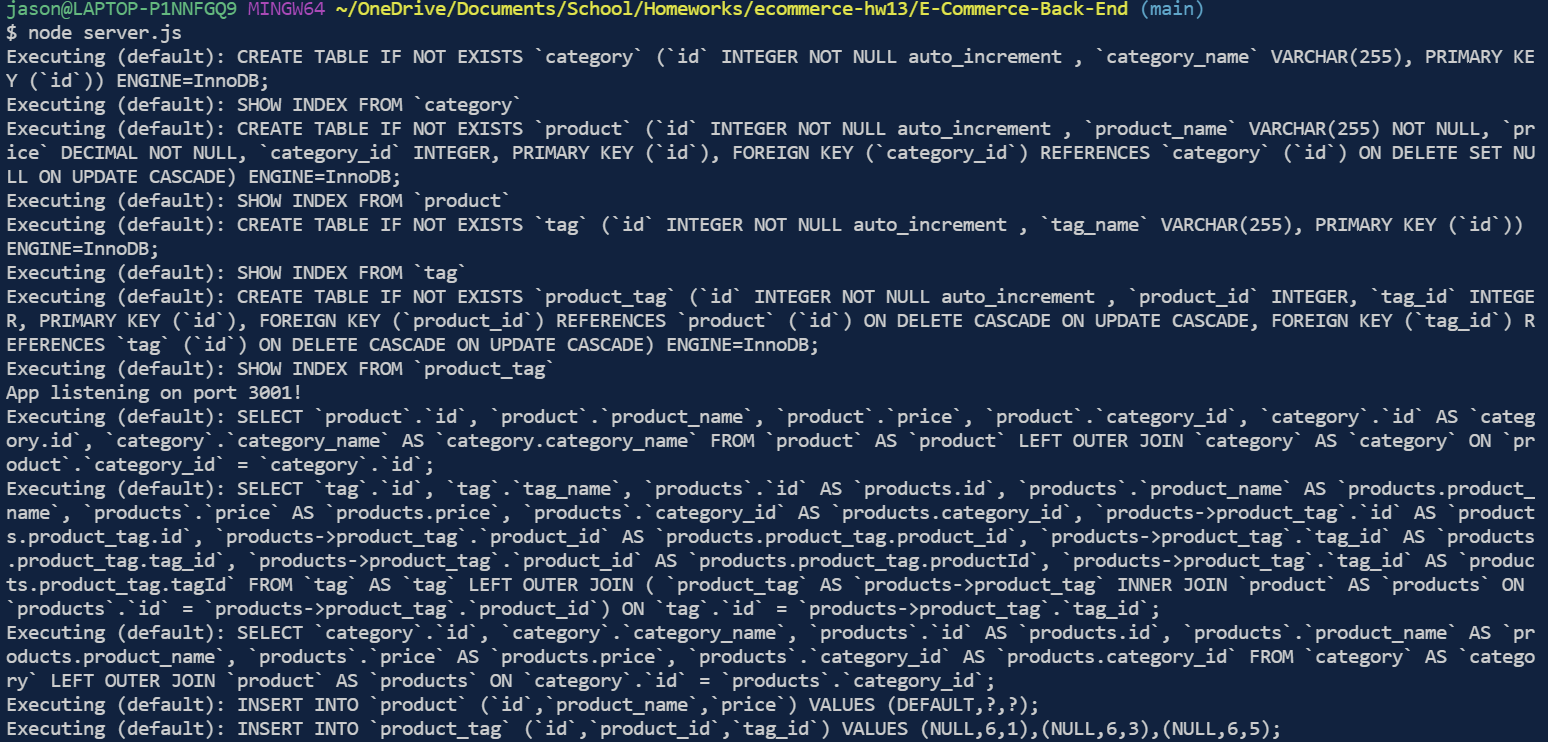 jason@LAPTOP-P1NNFGQ9 MINGW64 ~/OneDrive/Documents/School/Homeworks/ecommerce-hw13/E-Commerce-Back-End (main)
$ node server.js
Executing (default): CREATE TABLE IF NOT EXISTS `category` (`id` INTEGER NOT NULL auto_increment , `category_name` VARCHAR(255), PRIMARY KE
Y (`id`)) ENGINE=InnoDB;
Executing (default): SHOW INDEX FROM `category`
Executing (default): CREATE TABLE IF NOT EXISTS `product` (`id` INTEGER NOT NULL auto_increment , `product_name` VARCHAR(255) NOT NULL, `pr
ice` DECIMAL NOT NULL, `category_id` INTEGER, PRIMARY KEY (`id`), FOREIGN KEY (`category_id`) REFERENCES `category` (`id`) ON DELETE SET NU
LL ON UPDATE CASCADE) ENGINE=InnoDB;
Executing (default): SHOW INDEX FROM `product`
Executing (default): CREATE TABLE IF NOT EXISTS `tag` (`id` INTEGER NOT NULL auto_increment , `tag_name` VARCHAR(255), PRIMARY KEY (`id`))
ENGINE=InnoDB;
Executing (default): SHOW INDEX FROM `tag`
Executing (default): CREATE TABLE IF NOT EXISTS `product_tag` (`id` INTEGER NOT NULL auto_increment , `product_id` INTEGER, `tag_id` INTEGE
R, PRIMARY KEY (`id`), FOREIGN KEY (`product_id`) REFERENCES `product` (`id`) ON DELETE CASCADE ON UPDATE CASCADE, FOREIGN KEY (`tag_id`) R
EFERENCES `tag` (`id`) ON DELETE CASCADE ON UPDATE CASCADE) ENGINE=InnoDB;
Executing (default): SHOW INDEX FROM `product_tag`
App listening on port 3001!
Executing (default): SELECT `product`.`id`, `product`.`product_name`, `product`.`price`, `product`.`category_id`, `category`.`id` AS `categ
ory.id`, `category`.`category_name` AS `category.category_name` FROM `product` AS `product` LEFT OUTER JOIN `category` AS `category` ON `pr
oduct`.`category_id` = `category`.`id`;
Executing (default): SELECT `tag`.`id`, `tag`.`tag_name`, `products`.`id` AS `products.id`, `products`.`product_name` AS `products.product_
name`, `products`.`price` AS `products.price`, `products`.`category_id` AS `products.category_id`, `products->product_tag`.`id` AS `product
s.product_tag.id`, `products->product_tag`.`product_id` AS `products.product_tag.product_id`, `products->product_tag`.`tag_id` AS `products
.product_tag.tag_id`, `products->product_tag`.`product_id` AS `products.product_tag.productId`, `products->product_tag`.`tag_id` AS `produc
ts.product_tag.tagId` FROM `tag` AS `tag` LEFT OUTER JOIN ( `product_tag` AS `products->product_tag` INNER JOIN `product` AS `products` ON
`products`.`id` = `products->product_tag`.`product_id`) ON `tag`.`id` = `products->product_tag`.`tag_id`;
Executing (default): SELECT `category`.`id`, `category`.`category_name`, `products`.`id` AS `products.id`, `products`.`product_name` AS `pr
oducts.product_name`, `products`.`price` AS `products.price`, `products`.`category_id` AS `products.category_id` FROM `category` AS `catego
ry` LEFT OUTER JOIN `product` AS `products` ON `category`.`id` = `products`.`category_id`;
Executing (default): INSERT INTO `product` (`id`,`product_name`,`price`) VALUES (DEFAULT,?,?);
Executing (default): INSERT INTO `product_tag` (`id`,`product_id`,`tag_id`) VALUES (NULL,6,1),(NULL,6,3),(NULL,6,5);